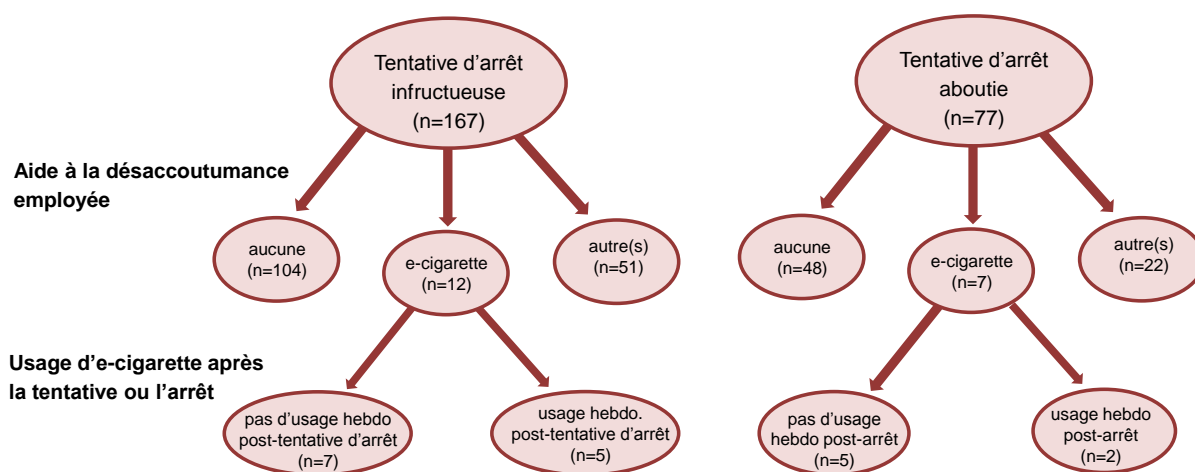 Tentative d'arrêt
infructueuse
(n=167)
Tentative d'arrêt
aboutie
(n=77)
Aide à la désaccoutumance
employée
aucune
(n=104)
e-cigarette
(n=12)
autre(s)
(n=51)
aucune
(n=48)
e-cigarette
(n=7)
autre(s)
(n=22)
Usage d'e-cigarette après
la tentative ou l'arrêt
pas d'usage hebdo
post-tentative d'arrêt
(n=7)
usage hebdo.
post-tentative d'arrêt
(n=5)
pas d'usage
hebdo post-arrêt
(n=5)
usage hebdo
post-arrêt
(n=2)